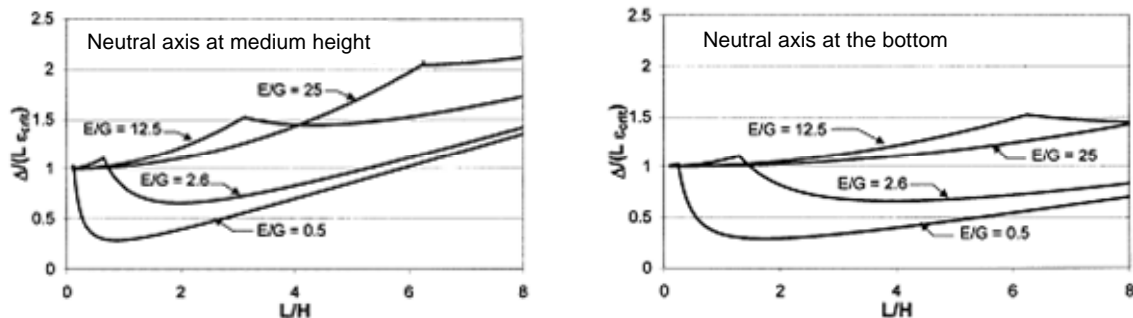 Neutral axis at medium height
2.5
2
1.5
1
0.5
0
Δ/(L εcrit)
E/G = 25
E/G = 12.5
E/G = 2.6
E/G = 0.5
0
2
4
6
8
L/H
Neutral axis at the bottom
2.5
2
1.5
1
0.5
0
Δ/(L εcrit)
E/G = 12.5
E/G = 25
E/G = 2.6
E/G = 0.5
0
2
4
6
8
L/H